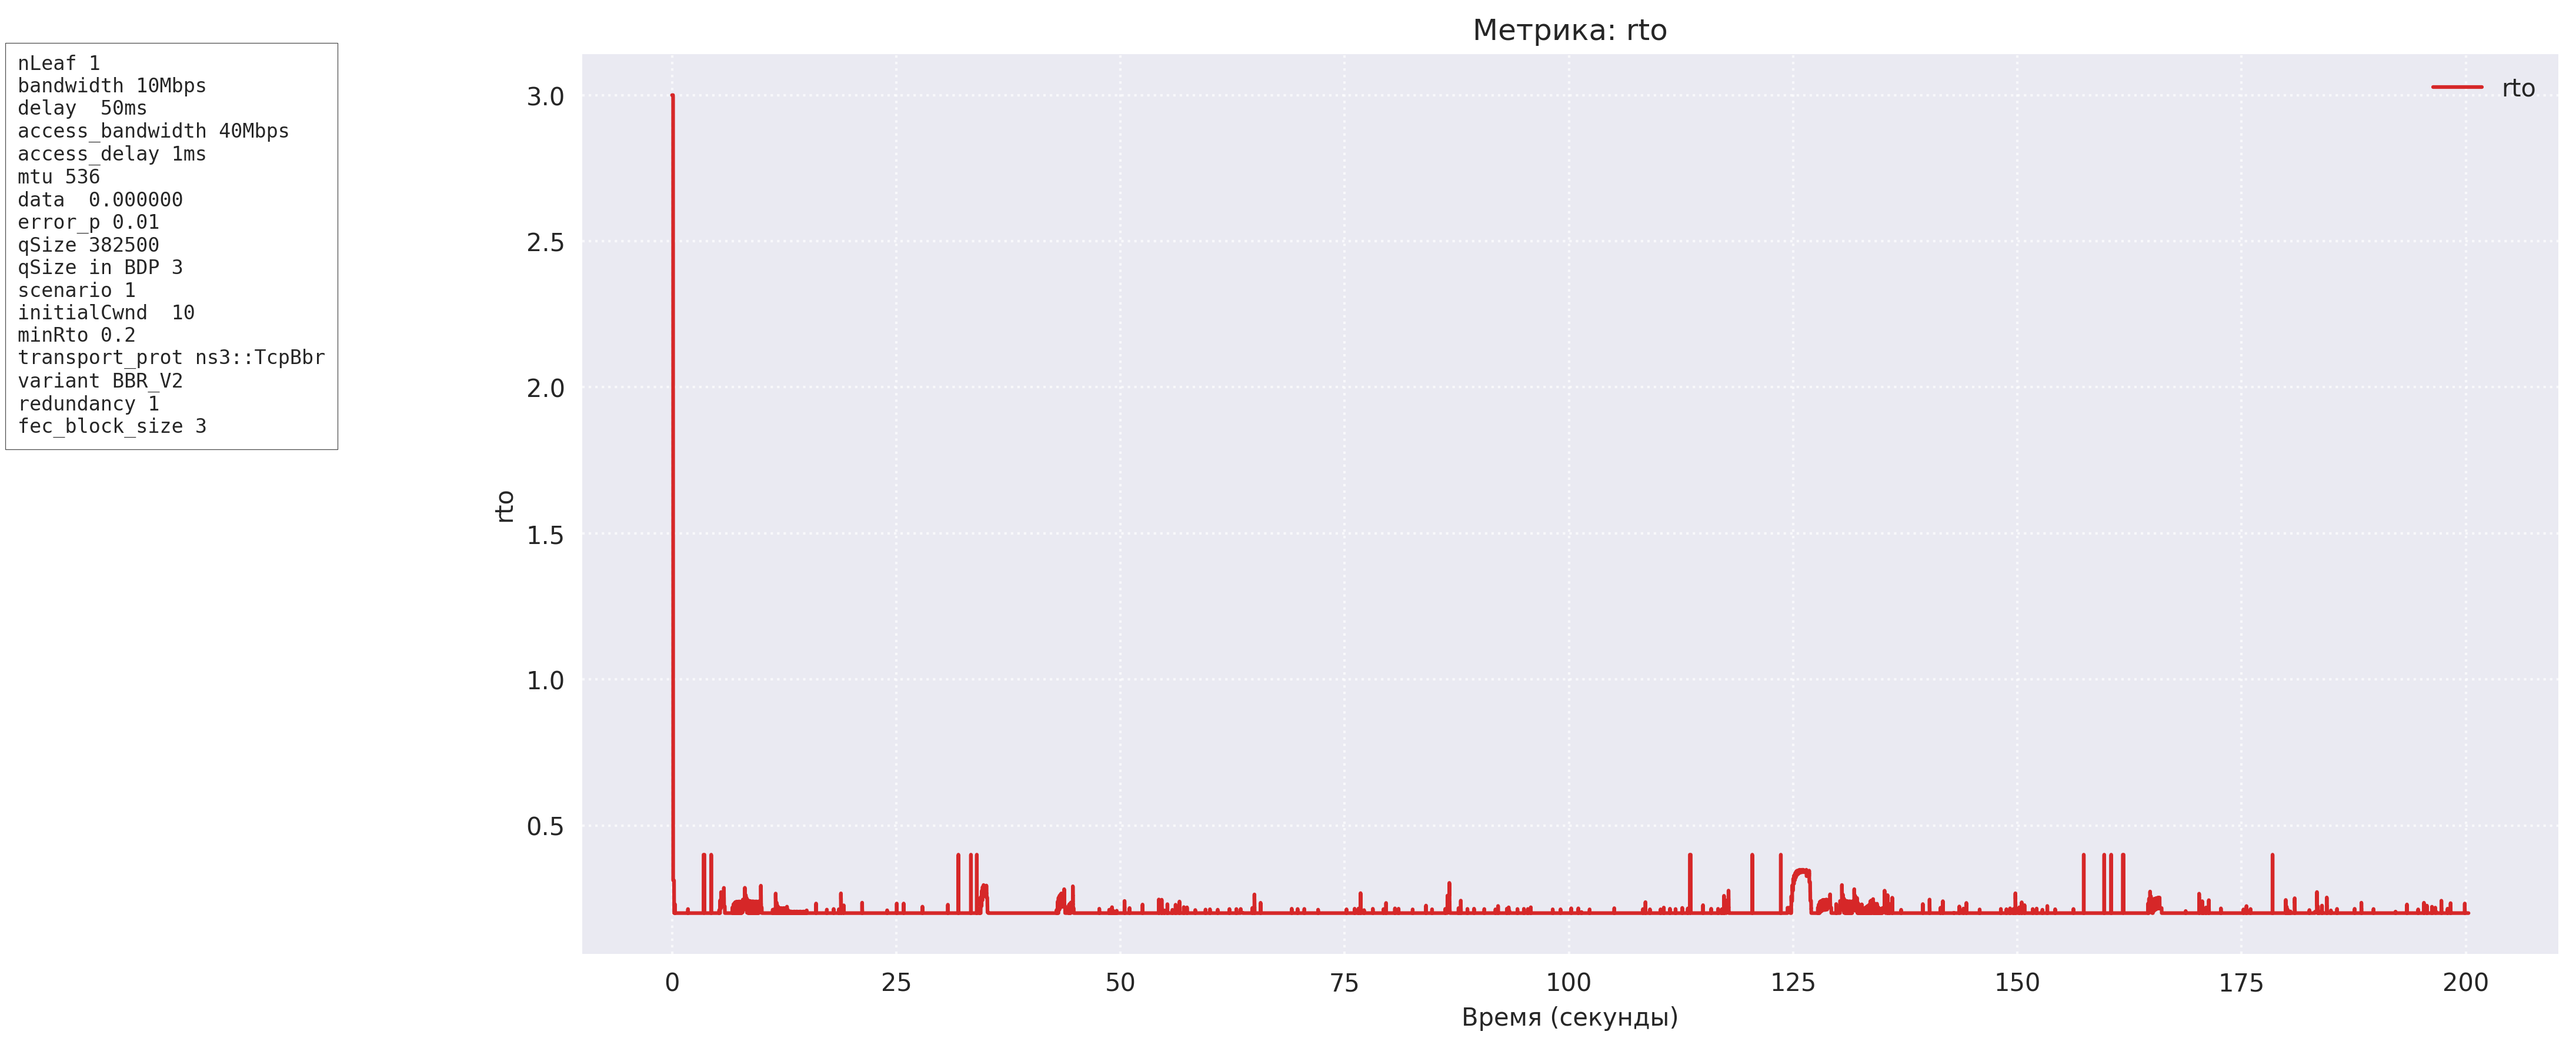 Метрика: rto
nLeaf 1
bandwidth 10Mbps
delay  50ms
access_bandwidth 40Mbps
access_delay 1ms
mtu 536
data  0.000000
error_p 0.01
qSize 382500
qSize in BDP 3
scenario 1
initialCwnd  10
minRto 0.2
transport_prot ns3::TcpBbr
variant BBR_V2
redundancy 1
fec_block_size 3
rto
3.0
2.5
2.0
1.5
1.0
0.5
rto
0 25 50 75 100 125 150 175 200
Время (секунды)